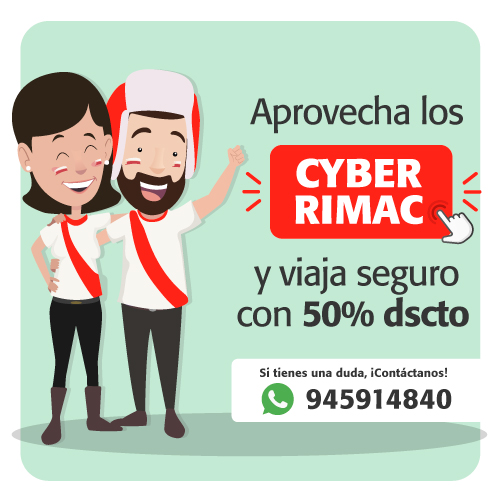 Aprovecha los
CYBER
RIMAC
y viaja seguro
con 50% dscto
Si tienes una duda, ¡Contáctanos!
945914840